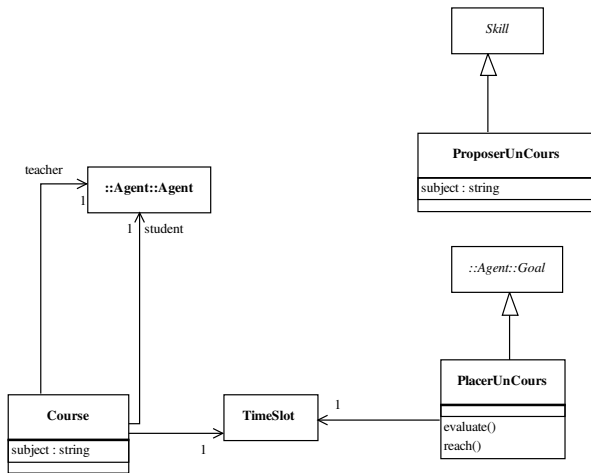 Skill
ProposerUnCours
subject : string
teacher
::Agent::Agent
1
1
student
::Agent::Goal
PlacerUnCours
evaluate()
reach()
1
TimeSlot
Course
subject : string
1